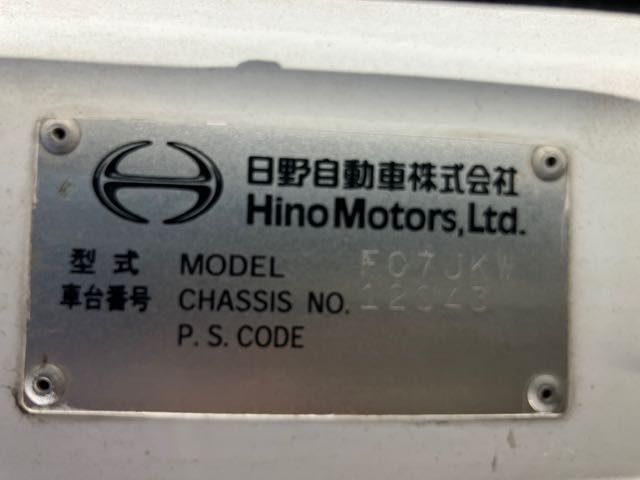 日野自動車株式会社
Hino Motors, Ltd.
型式 MODEL FC7JKW
車台番号 CHASSIS NO. 12043
P. S. CODE